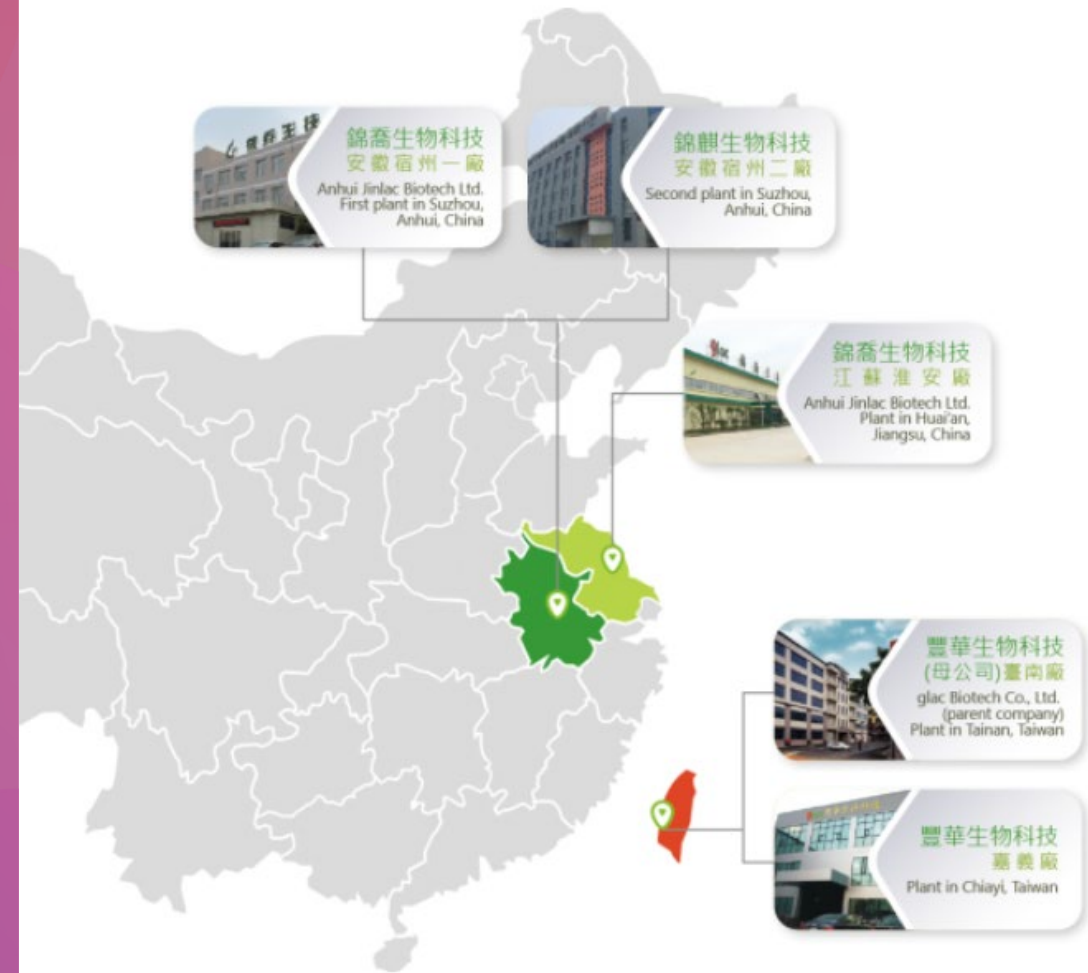 錦喬生物科技
安徽宿州一廠
Anhui Jinlac Biotech Ltd.
First plant in Suzhou,
Anhui, China
錦麒生物科技
安徽宿州二廠
Second plant in Suzhou,
Anhui, China
錦喬生物科技
江蘇淮安廠
Anhui Jinlac Biotech Ltd.
Plant in Huai'an,
Jiangsu, China
豐華生物科技
(母公司)臺南廠
glac Biotech Co., Ltd.
(parent company)
Plant in Tainan, Taiwan
豐華生物科技
嘉義廠
Plant in Chiayi, Taiwan